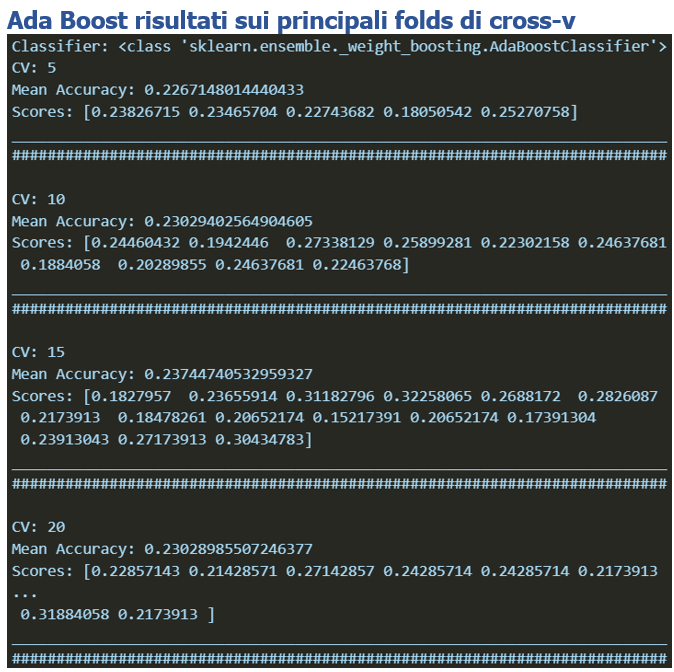 Ada Boost risultati sui principali folds di cross-v
Classifier: <class 'sklearn.ensemble._weight_boosting.AdaBoostClassifier'>
CV: 5
Mean Accuracy: 0.2267148014440433
Scores: [0.23826715 0.23465704 0.22743682 0.18050542 0.25270758]
__________________________________________________________________________
##########################################################################
CV: 10
Mean Accuracy: 0.23029402564904605
Scores: [0.24460432 0.1942446  0.27338129 0.25899281 0.22302158 0.24637681
 0.1884058  0.20289855 0.24637681 0.22463768]
__________________________________________________________________________
##########################################################################
CV: 15
Mean Accuracy: 0.23744740532959327
Scores: [0.1827957  0.23655914 0.31182796 0.32258065 0.2688172  0.2826087
 0.2173913  0.18478261 0.20652174 0.15217391 0.20652174 0.17391304
 0.23913043 0.27173913 0.30434783]
__________________________________________________________________________
##########################################################################
CV: 20
Mean Accuracy: 0.23028985507246377
Scores: [0.22857143 0.21428571 0.27142857 0.24285714 0.24285714 0.2173913
...
 0.31884058 0.2173913 ]
__________________________________________________________________________
##########################################################################